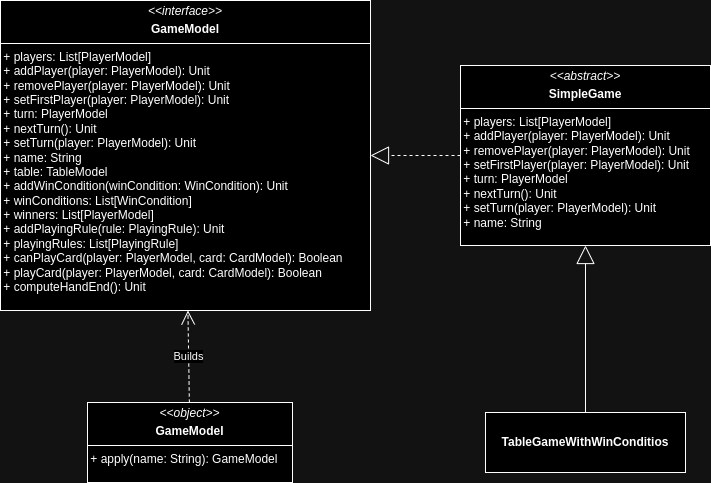 <<interface>>
GameModel
+ players: List[PlayerModel]
+ addPlayer(player: PlayerModel): Unit
+ removePlayer(player: PlayerModel): Unit
+ setFirstPlayer(player: PlayerModel): Unit
+ turn: PlayerModel
+ nextTurn(): Unit
+ setTurn(player: PlayerModel): Unit
+ name: String
+ table: TableModel
+ addWinCondition(winCondition: WinCondition): Unit
+ winConditions: List[WinCondition]
+ winners: List[PlayerModel]
+ addPlayingRule(rule: PlayingRule): Unit
+ playingRules: List[PlayingRule]
+ canPlayCard(player: PlayerModel, card: CardModel): Boolean
+ playCard(player: PlayerModel, card: CardModel): Boolean
+ computeHandEnd(): Unit
<<abstract>>
SimpleGame
+ players: List[PlayerModel]
+ addPlayer(player: PlayerModel): Unit
+ removePlayer(player: PlayerModel): Unit
+ setFirstPlayer(player: PlayerModel): Unit
+ turn: PlayerModel
+ nextTurn(): Unit
+ setTurn(player: PlayerModel): Unit
+ name: String
Builds
<<object>>
GameModel
+ apply(name: String): GameModel
TableGameWithWinConditios